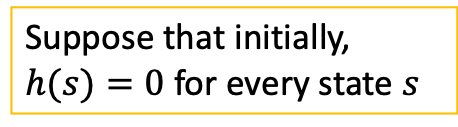 Suppose that initially,
h(s) = 0 for every state s